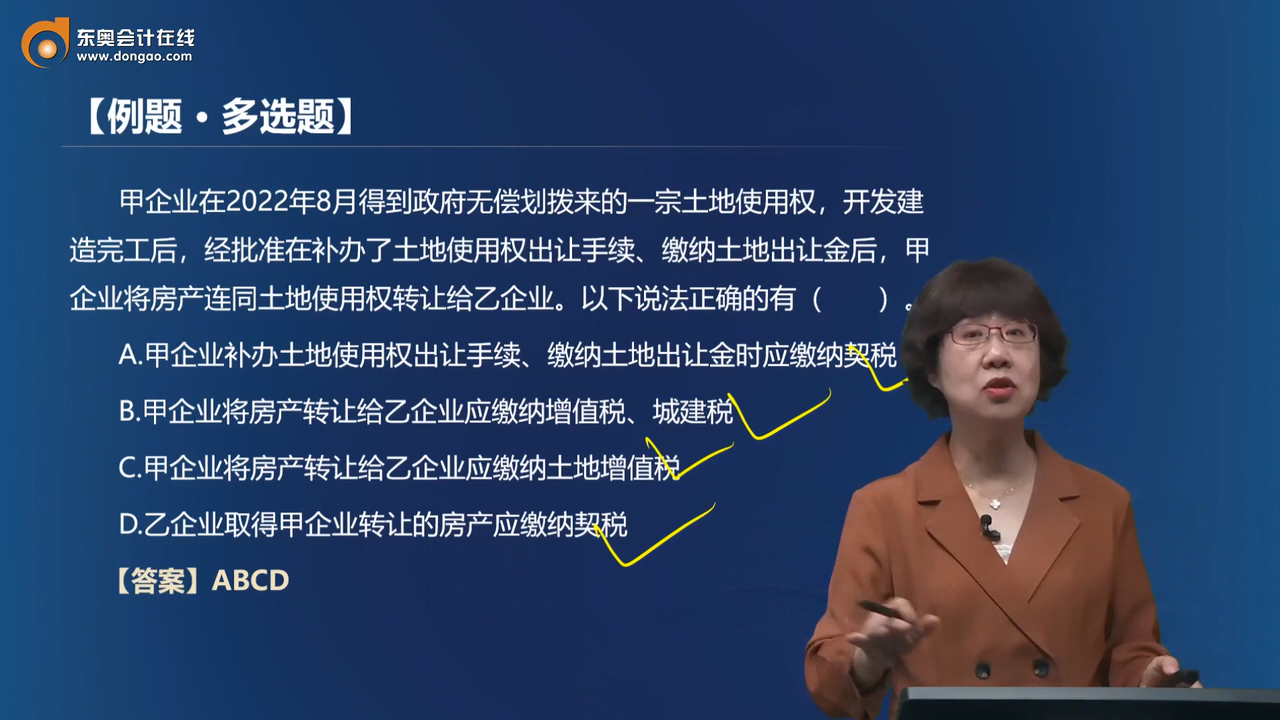 东奥会计在线
www.dongao.com
【例题·多选题】
甲企业在2022年8月得到政府无偿划拨来的一宗土地使用权，开发建
造完工后，经批准在补办了土地使用权出让手续、缴纳土地出让金后，甲
企业将房产连同土地使用权转让给乙企业。以下说法正确的有（　　）。
A.甲企业补办土地使用权出让手续、缴纳土地出让金时应缴纳契税
B.甲企业将房产转让给乙企业应缴纳增值税、城建税
C.甲企业将房产转让给乙企业应缴纳土地增值税
D.乙企业取得甲企业转让的房产应缴纳契税
【答案】ABCD